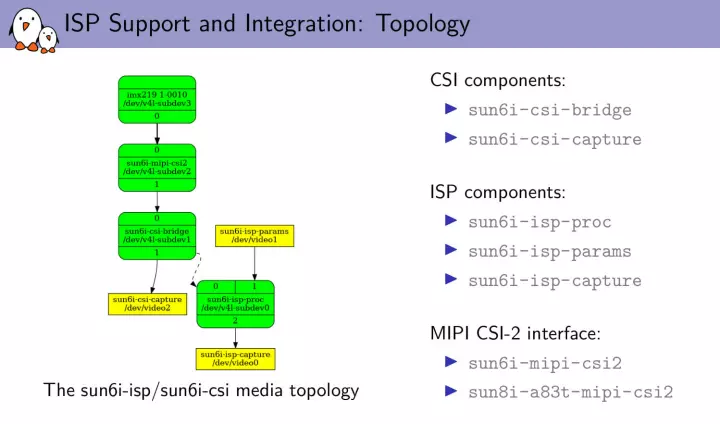 ISP Support and Integration: Topology
imx219 1-0010
/dev/v4l-subdev3
0
0
sun6i-mipi-csi2
/dev/v4l-subdev2
1
0
sun6i-csi-bridge
/dev/v4l-subdev1
1
sun6i-isp-params
/dev/video1
sun6i-csi-capture
/dev/video2
0 1
sun6i-isp-proc
/dev/v4l-subdev0
2
sun6i-isp-capture
/dev/video0
The sun6i-isp/sun6i-csi media topology
CSI components:
▶ sun6i-csi-bridge
▶ sun6i-csi-capture
ISP components:
▶ sun6i-isp-proc
▶ sun6i-isp-params
▶ sun6i-isp-capture
MIPI CSI-2 interface:
▶ sun6i-mipi-csi2
▶ sun8i-a83t-mipi-csi2